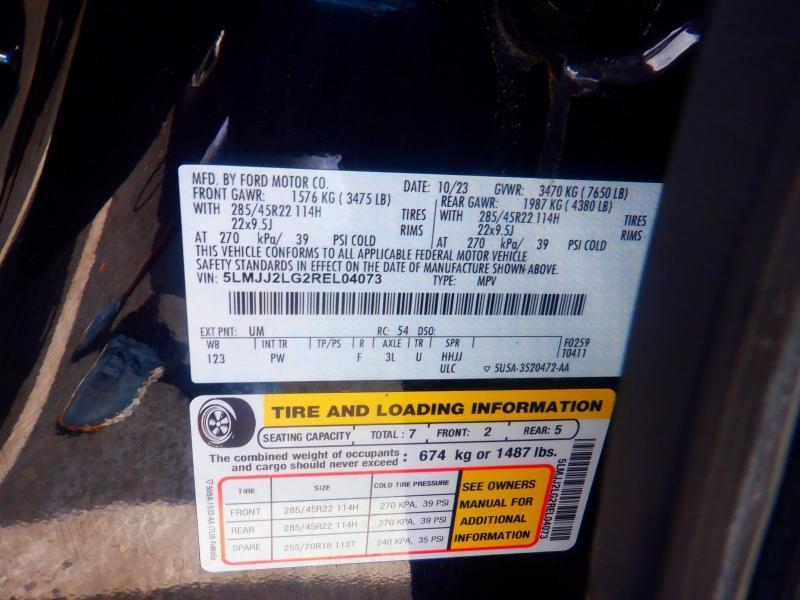 MFD. BY FORD MOTOR CO.
DATE: 10/23 GVWR: 3470 KG ( 7650 LB)
FRONT GAWR: 1576 KG ( 3475 LB)
REAR GAWR: 1987 KG ( 4380 LB)
WITH 285/45R22 114H TIRES
WITH 285/45R22 114H TIRES
22x9.5J RIMS
22x9.5J RIMS
AT 270 kPa/ 39 PSI COLD
AT 270 kPa/ 39 PSI COLD
THIS VEHICLE CONFORMS TO ALL APPLICABLE FEDERAL MOTOR VEHICLE
SAFETY STANDARDS IN EFFECT ON THE DATE OF MANUFACTURE SHOWN ABOVE.
VIN: 5LMJJ2LG2REL04073 TYPE: MPV
EXT PNT: UM RC: 54 DSO:
WB INT TR TP/PS R AXLE TR SPR F0259
123 PW F 3L U HHJJ T0411
ULC ▽ 5U5A-3520472-AA
TIRE AND LOADING INFORMATION
SEATING CAPACITY TOTAL: 7 FRONT: 2 REAR: 5
The combined weight of occupants
and cargo should never exceed : 674 kg or 1487 lbs.
TIRE SIZE COLD TIRE PRESSURE
FRONT 285/45R22 114H 270 KPA, 39 PSI
REAR 285/45R22 114H 270 KPA, 39 PSI
SPARE 255/70R18 113T 240 KPA, 35 PSI
SEE OWNERS
MANUAL FOR
ADDITIONAL
INFORMATION
5LMJJ2LG2REL04073